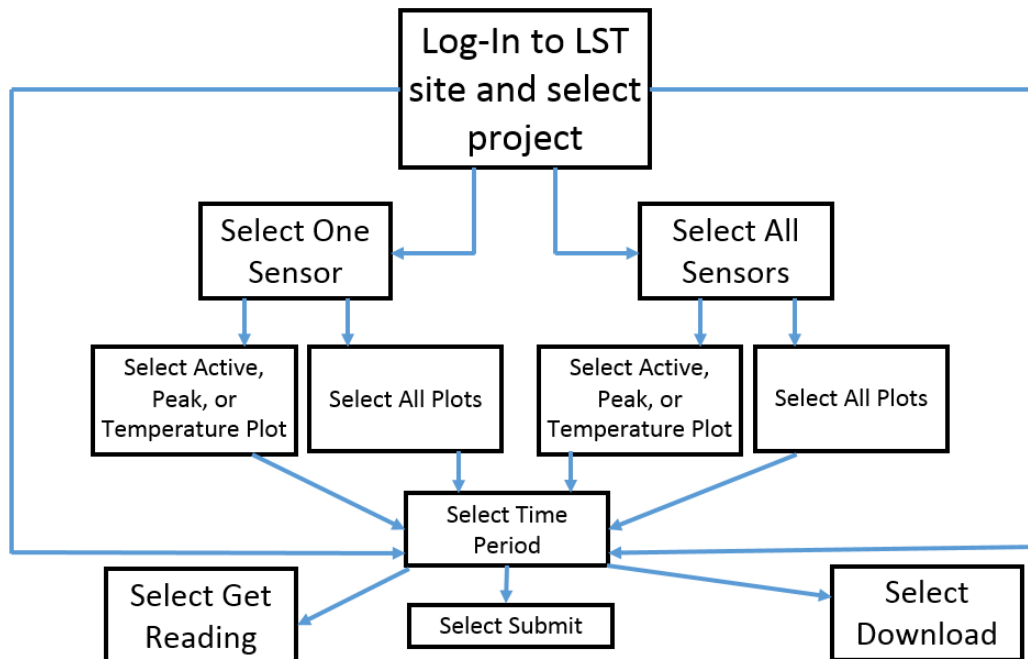 Log-In to LST
site and select
project
Select One
Sensor
Select All
Sensors
Select Active,
Peak, or
Temperature Plot
Select All Plots
Select Active,
Peak, or
Temperature Plot
Select All Plots
Select Time
Period
Select Get
Reading
Select Submit
Select
Download